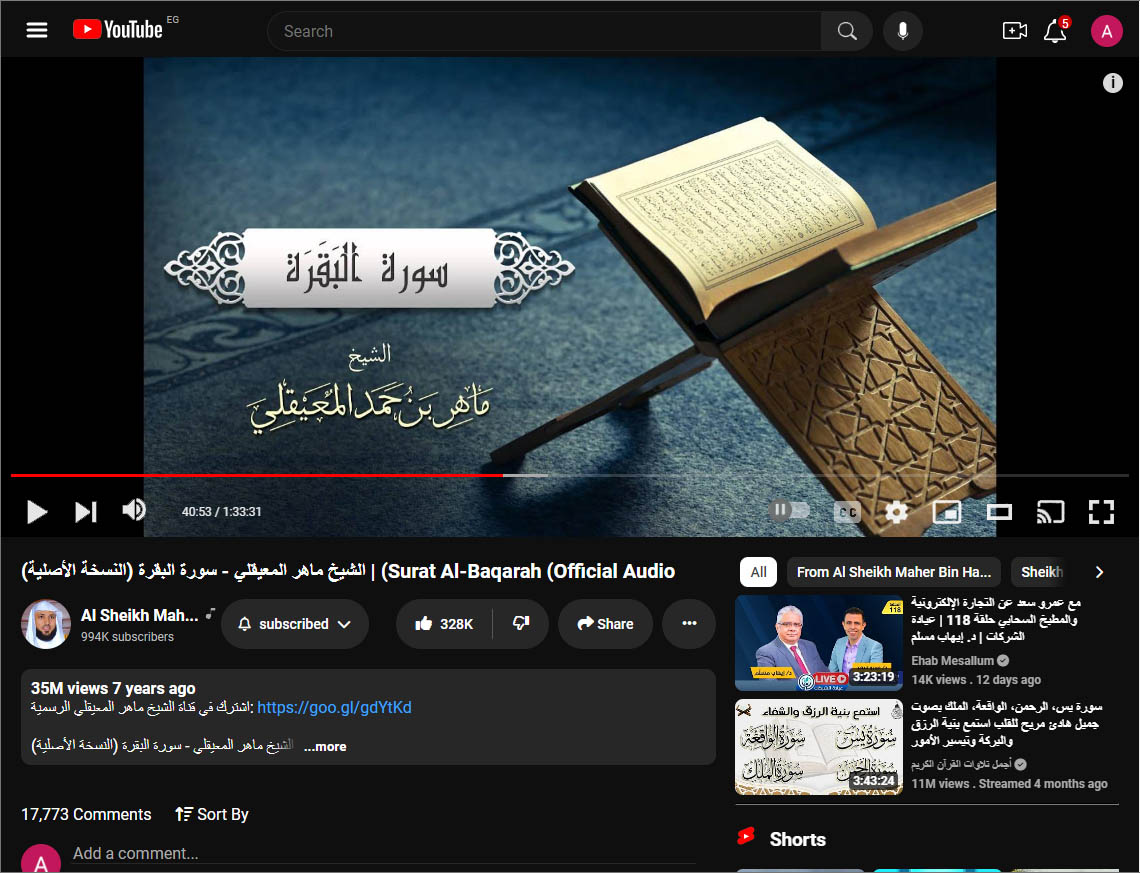 YouTube EG
Search
5
A
سورة البَقَرَة
الشيخ
مَاهِر بَن حَمَد المُعَيْقلِي
40:53 / 1:33:31
CC
الشيخ ماهر المعيقلي - سورة البقرة (النسخة الأصلية) | (Surat Al-Baqarah (Official Audio
Al Sheikh Mah...
994K subscribers
subscribed
328K
Share
35M views 7 years ago
اشترك في قناة الشيخ ماهر المعيقلي الرسمية: https://goo.gl/gdYtKd
الشيخ ماهر المعيقلي - سورة البقرة (النسخة الأصلية) ...more
17,773 Comments
Sort By
A
Add a comment...
All
From Al Sheikh Maher Bin Ha...
Sheikh
118
LIVE
3:23:19
مع عمرو سعد عن التجارة الإلكترونية
والمطبخ السحابي حلقة 118 | عيادة
الشركات | د. إيهاب مسلم
Ehab Mesallum
14K views . 12 days ago
استمع بنية الرزق والشفاء
سورة يس
سورة الواقعة
سورة الرحمن
سورة الملك
3:43:24
سورة يس، الرحمن، الواقعة، الملك بصوت
جميل هادئ مريح للقلب استمع بنية الرزق
والبركة وتيسير الأمور
أجمل تلاوات القرآن الكريم
11M views . Streamed 4 months ago
Shorts